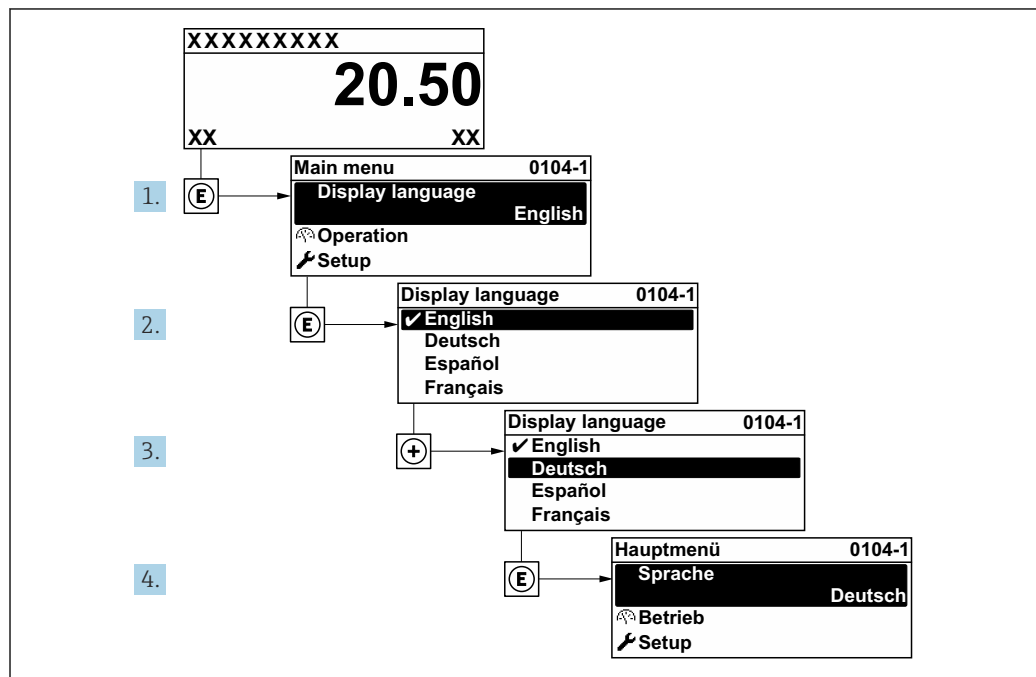 XXXXXXXXX
20.50
XX XX
1. E
Main menu 0104-1
Display language
English
Operation
Setup
2. E
Display language 0104-1
✔ English
Deutsch
Español
Français
3. +
Display language 0104-1
✔ English
Deutsch
Español
Français
4. E
Hauptmenü 0104-1
Sprache
Deutsch
Betrieb
Setup